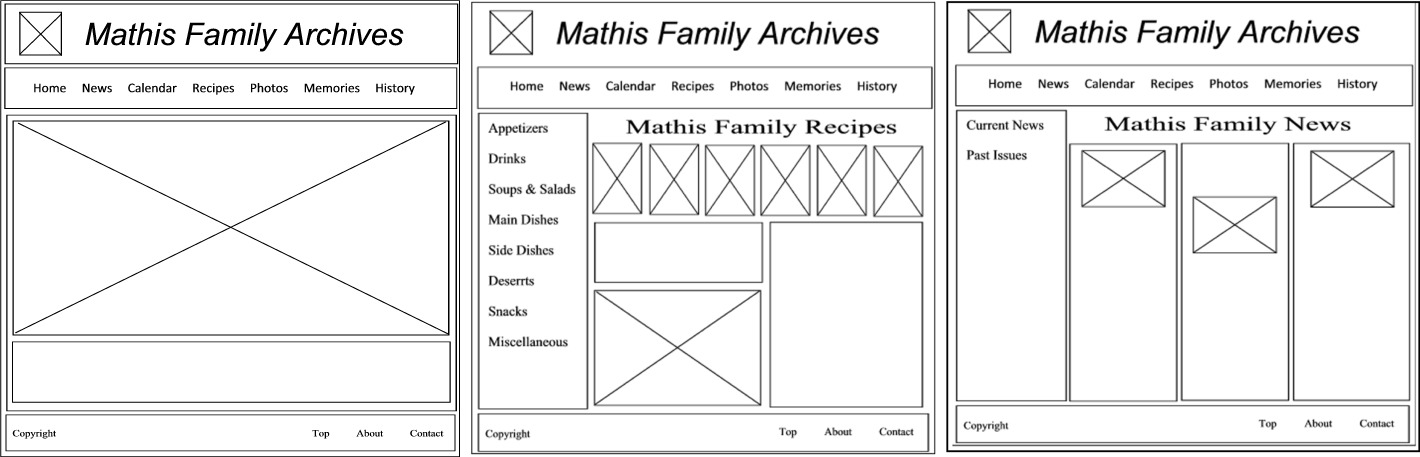 Mathis Family Archives
Home News Calendar Recipes Photos Memories History
Copyright Top About Contact
Mathis Family Archives
Home News Calendar Recipes Photos Memories History
Appetizers
Drinks
Soups & Salads
Main Dishes
Side Dishes
Deserrts
Snacks
Miscellaneous
Mathis Family Recipes
Copyright Top About Contact
Mathis Family Archives
Home News Calendar Recipes Photos Memories History
Current News
Past Issues
Mathis Family News
Copyright Top About Contact